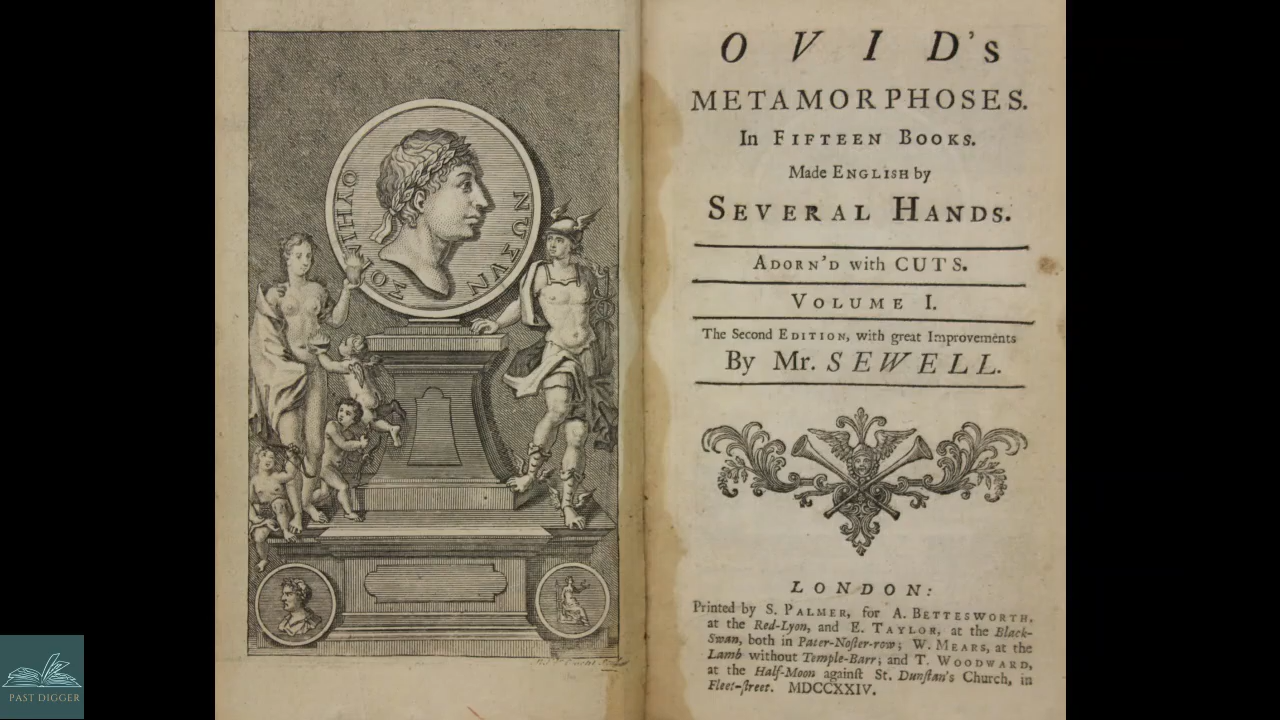 ΟΥΗΙΔΙΟΣ
ΝΥΣΥΝ
OVID's
METAMORPHOSES.
In FIFTEEN BOOKS.
Made ENGLISH by
SEVERAL HANDS.
ADORN'D with CUTS.
VOLUME I.
The Second EDITION, with great Improvements
By Mr. SEWELL.
LONDON:
Printed by S. PALMER, for A. BETTESWORTH,
at the Red-Lyon, and E. TAYLOR, at the Black-
Swan, both in Pater-Noſter-row; W. MEARS, at the
Lamb without Temple-Barr; and T. WOODWARD,
at the Half-Moon againſt St. Dunſtan's Church, in
Fleet-ſtreet. MDCCXXIV.
PAST DIGGER